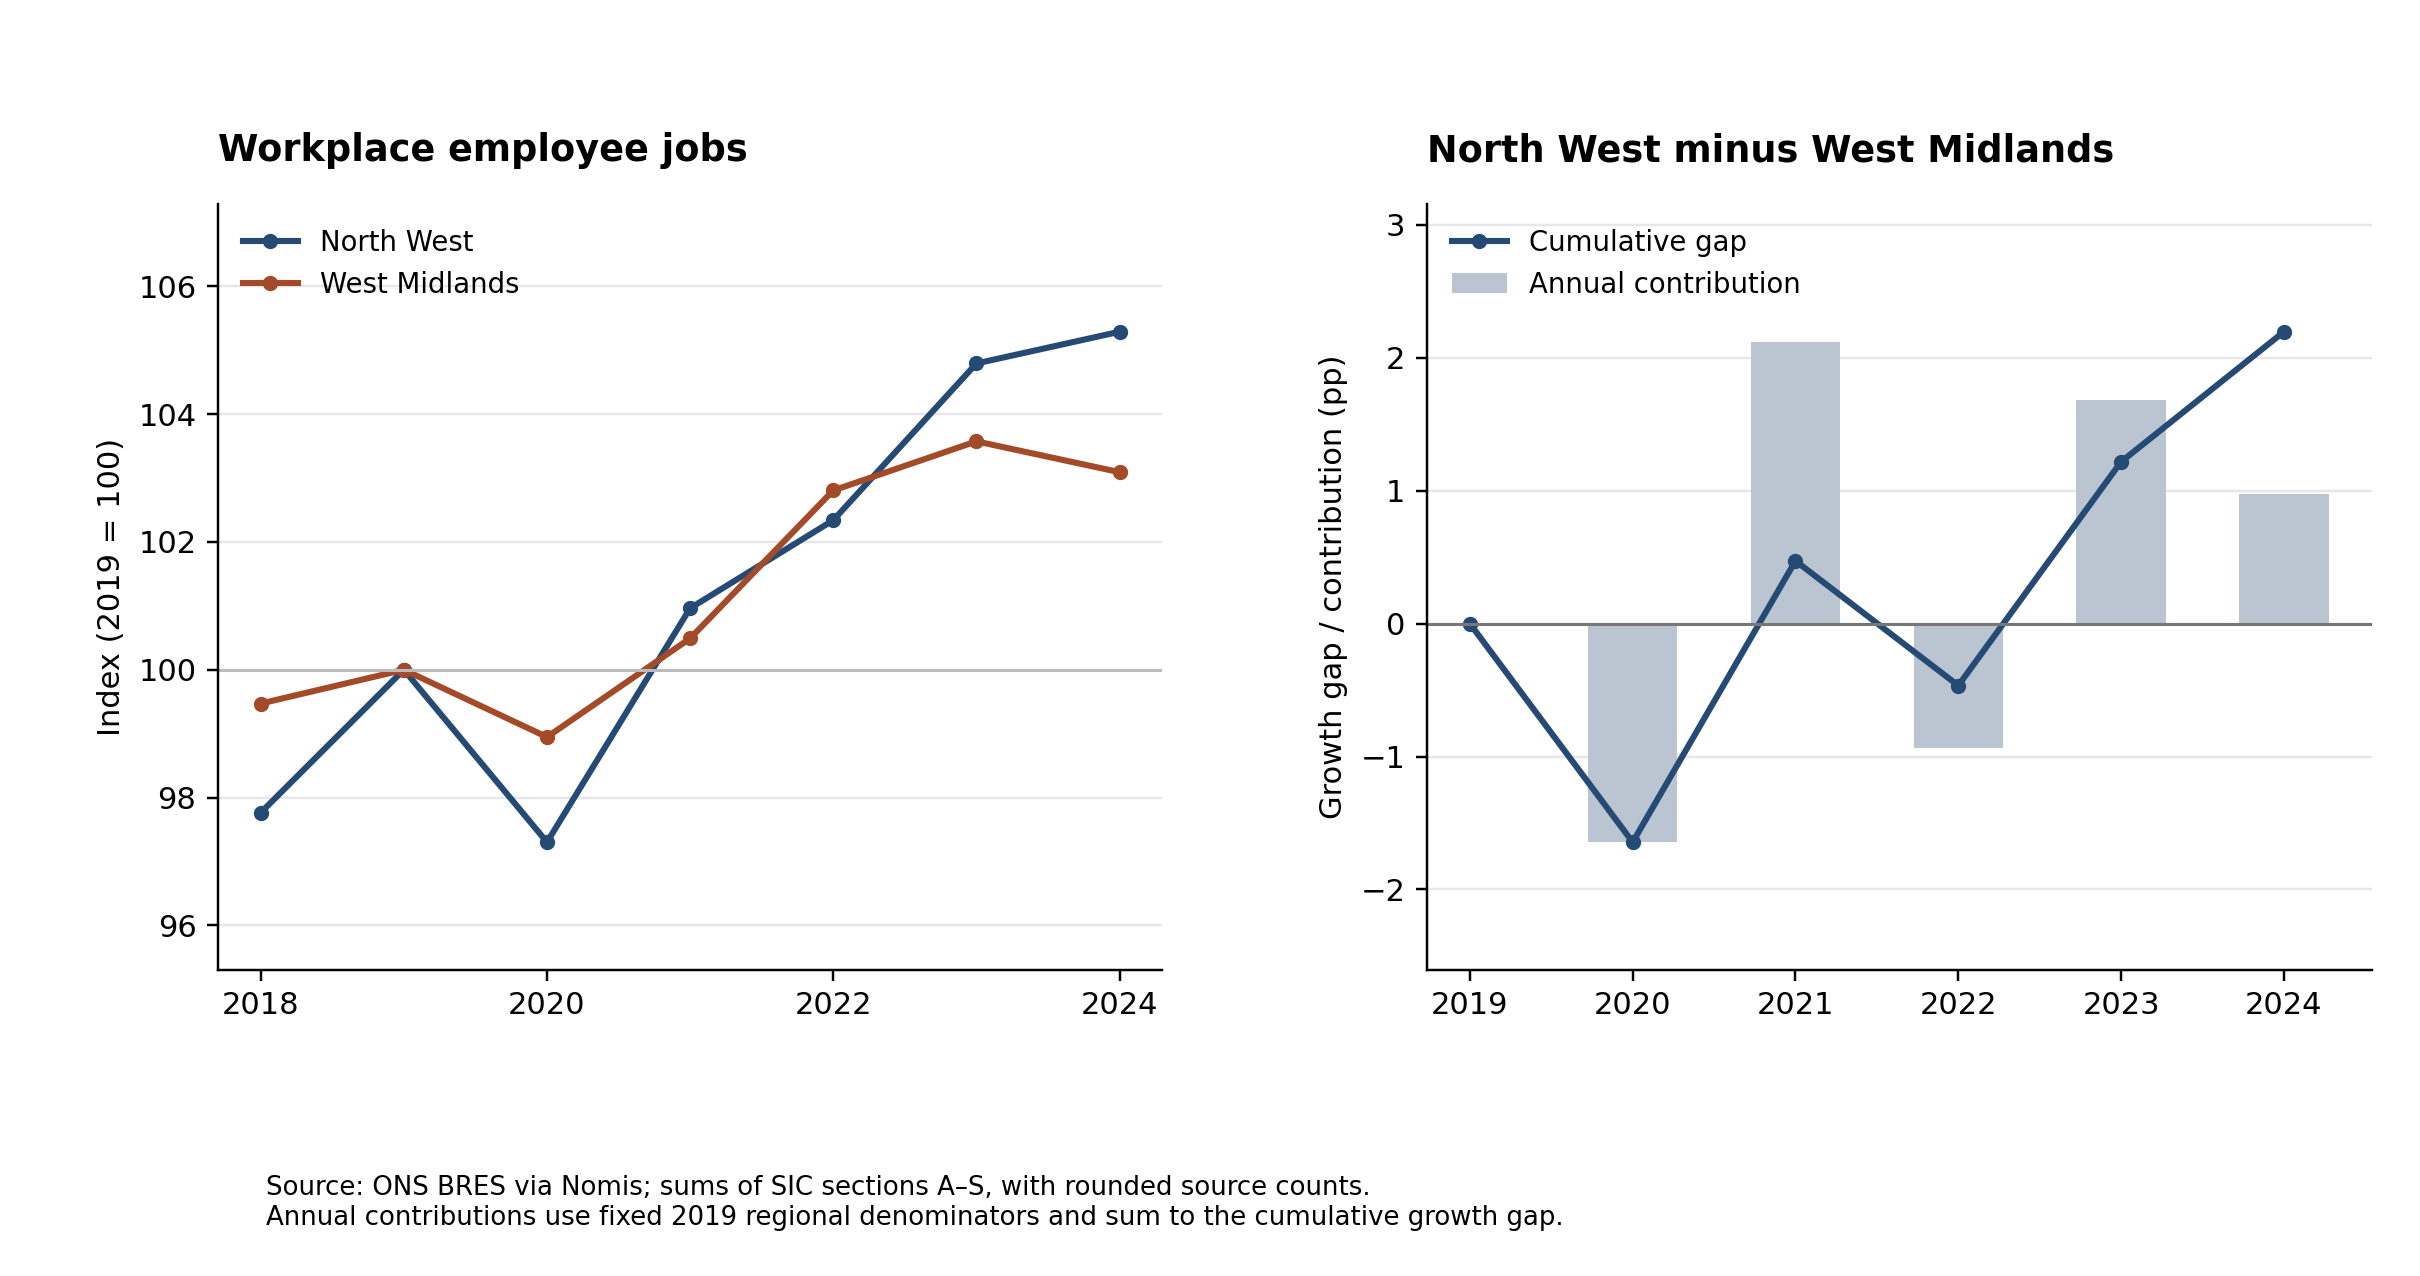 Workplace employee jobs
North West
West Midlands
Index (2019 = 100)
106
104
102
100
98
96
2018
2020
2022
2024
North West minus West Midlands
Cumulative gap
Annual contribution
Growth gap / contribution (pp)
3
2
1
0
−1
−2
2019
2020
2021
2022
2023
2024
Source: ONS BRES via Nomis; sums of SIC sections A–S, with rounded source counts.
Annual contributions use fixed 2019 regional denominators and sum to the cumulative growth gap.